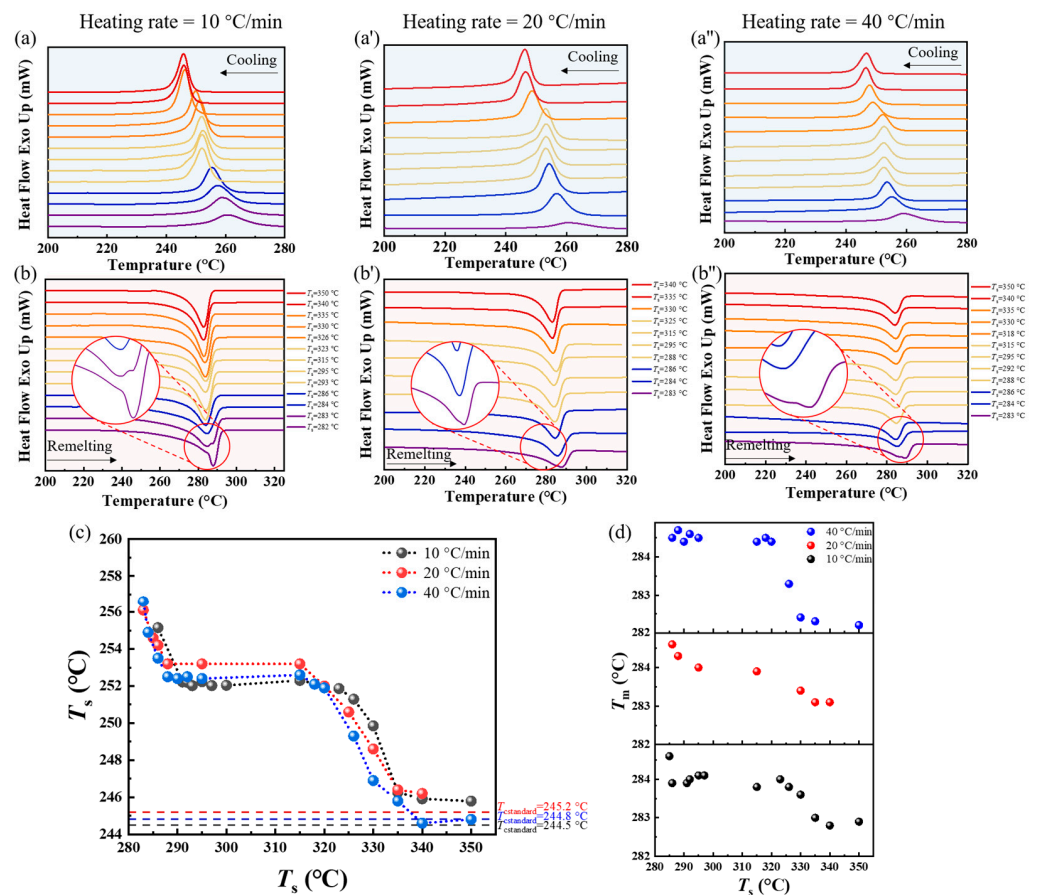 Heating rate = 10 °C/min
Heating rate = 20 °C/min
Heating rate = 40 °C/min
(a)
Cooling
Heat Flow Exo Up (mW)
200 220 240 260 280
Temprature (°C)
(a')
Cooling
Heat Flow Exo Up (mW)
200 220 240 260 280
Temprature (°C)
(a'')
Cooling
Heat Flow Exo Up (mW)
200 220 240 260 280
Temprature (°C)
(b)
Heat Flow Exo Up (mW)
Remelting
200 220 240 260 280 300 320
Temprature (°C)
Ts=350 °C
Ts=340 °C
Ts=335 °C
Ts=330 °C
Ts=326 °C
Ts=323 °C
Ts=315 °C
Ts=295 °C
Ts=293 °C
Ts=286 °C
Ts=284 °C
Ts=283 °C
Ts=282 °C
(b')
Heat Flow Exo Up (mW)
Remelting
200 220 240 260 280 300 320
Temprature (°C)
Ts=340 °C
Ts=335 °C
Ts=330 °C
Ts=325 °C
Ts=315 °C
Ts=295 °C
Ts=288 °C
Ts=286 °C
Ts=284 °C
Ts=283 °C
(b'')
Heat Flow Exo Up (mW)
Remelting
200 220 240 260 280 300 320
Temprature (°C)
Ts=350 °C
Ts=340 °C
Ts=335 °C
Ts=330 °C
Ts=318 °C
Ts=315 °C
Ts=295 °C
Ts=292 °C
Ts=288 °C
Ts=286 °C
Ts=284 °C
Ts=283 °C
(c)
10 °C/min
20 °C/min
40 °C/min
Ts (°C)
260
258
256
254
252
250
248
246
244
280 290 300 310 320 330 340 350
Ts (°C)
Tcstandard=245.2 °C
Tcstandard=244.8 °C
Tcstandard=244.5 °C
(d)
40 °C/min
20 °C/min
10 °C/min
Tm (°C)
284
283
282
284
283
282
284
283
282
280 290 300 310 320 330 340 350
Ts (°C)